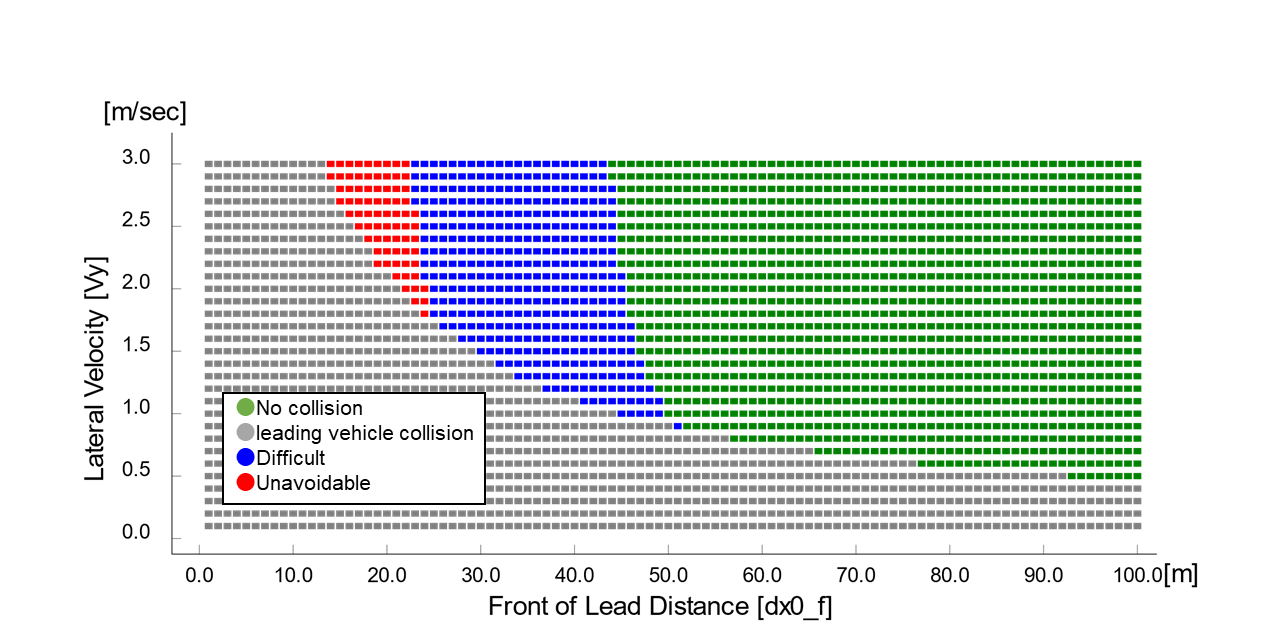 [m/sec]
3.0
2.5
2.0
1.5
1.0
0.5
0.0
Lateral Velocity [Vy]
No collision
leading vehicle collision
Difficult
Unavoidable
0.0 10.0 20.0 30.0 40.0 50.0 60.0 70.0 80.0 90.0 100.0 [m]
Front of Lead Distance [dx0_f]